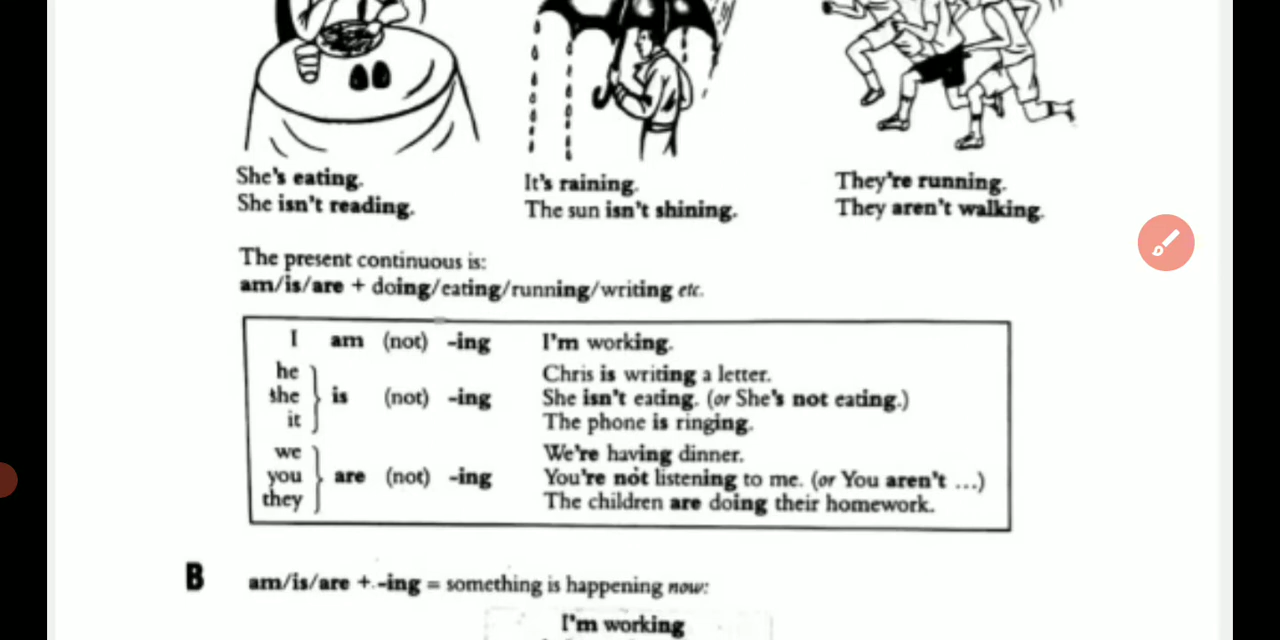 She's eating.
She isn't reading.
It's raining.
The sun isn't shining.
They're running.
They aren't walking.
The present continuous is:
am/is/are + doing/eating/running/writing etc.
I am (not) -ing I'm working.
he
she is (not) -ing
it
Chris is writing a letter.
She isn't eating. (or She's not eating.)
The phone is ringing.
we
you are (not) -ing
they
We're having dinner.
You're not listening to me. (or You aren't ...)
The children are doing their homework.
B am/is/are + -ing = something is happening now:
I'm working